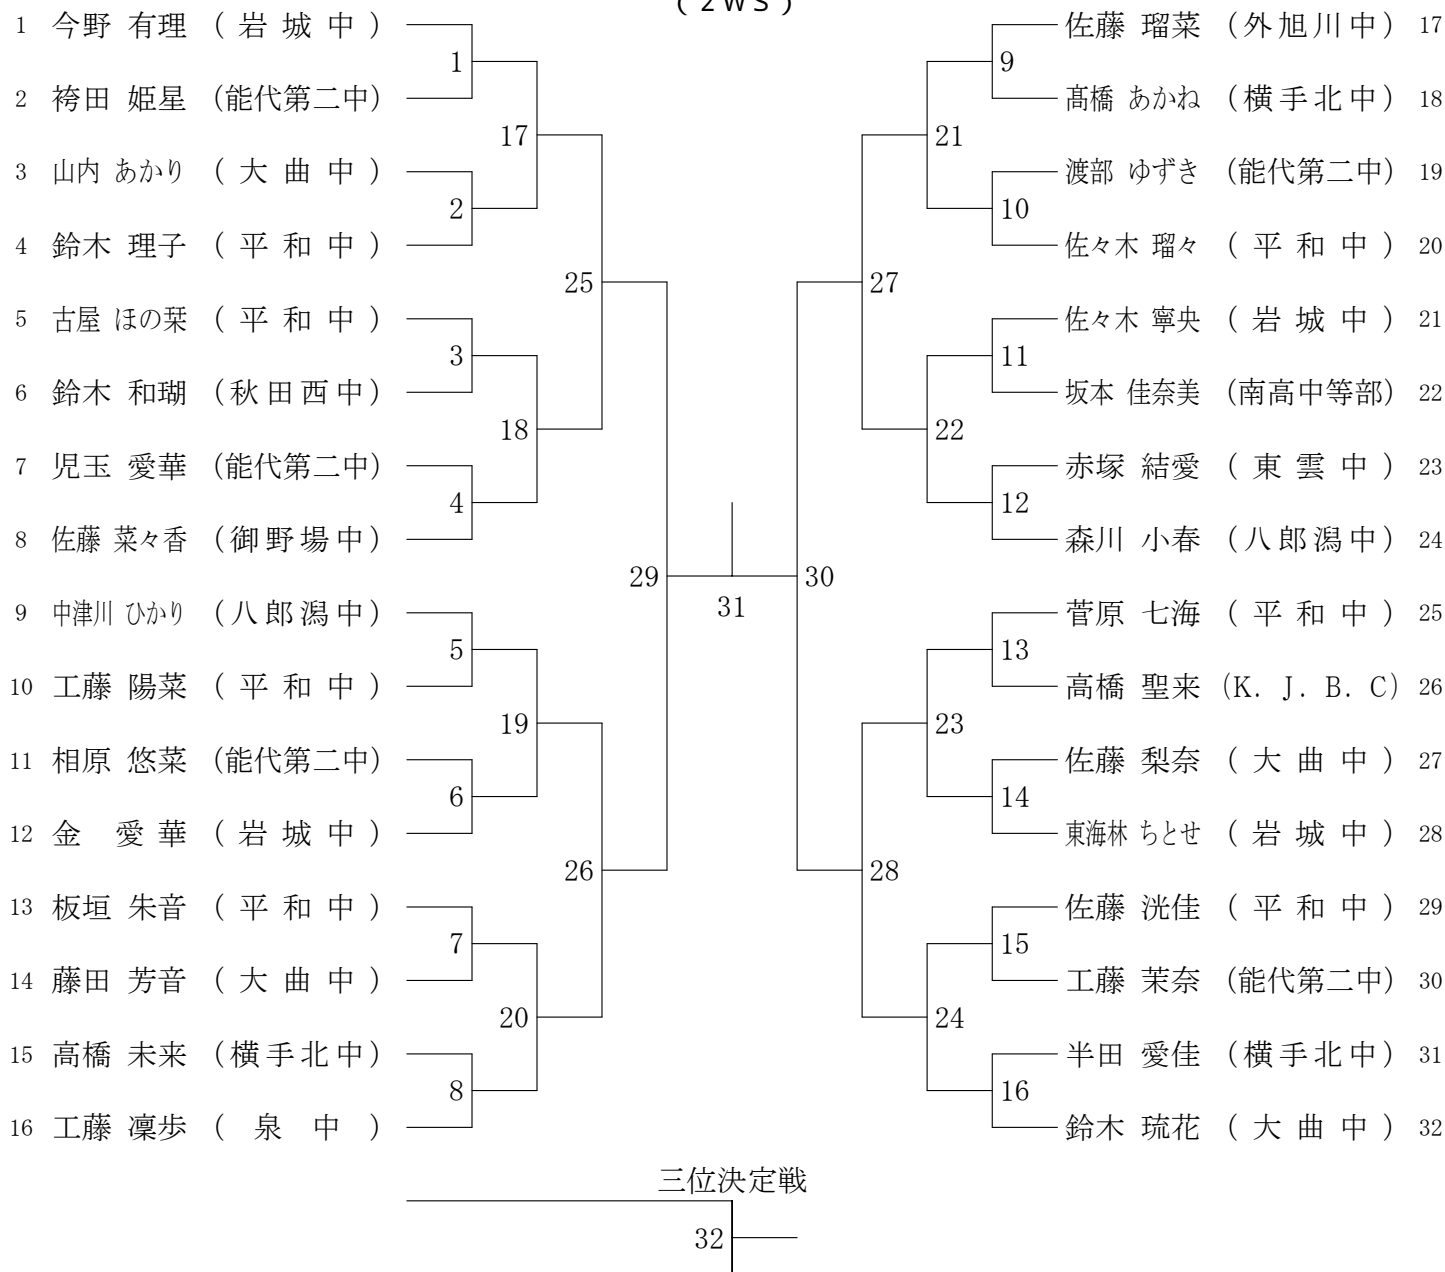 (2WS)
1 今野 有理 (岩城中)
1
2 袴田 姫星 (能代第二中)
17
3 山内 あかり (大曲中)
2
4 鈴木 理子 (平和中)
25
5 古屋 ほの栞 (平和中)
3
6 鈴木 和瑚 (秋田西中)
18
7 児玉 愛華 (能代第二中)
4
8 佐藤 菜々香 (御野場中)
29
9 中津川 ひかり (八郎潟中)
5
10 工藤 陽菜 (平和中)
19
11 相原 悠菜 (能代第二中)
6
12 金 愛華 (岩城中)
26
13 板垣 朱音 (平和中)
7
14 藤田 芳音 (大曲中)
20
15 高橋 未来 (横手北中)
8
16 工藤 凜歩 (泉中)
31
佐藤 瑠菜 (外旭川中) 17
9
髙橋 あかね (横手北中) 18
21
渡部 ゆずき (能代第二中) 19
10
佐々木 瑠々 (平和中) 20
27
佐々木 寧央 (岩城中) 21
11
坂本 佳奈美 (南高中等部) 22
22
赤塚 結愛 (東雲中) 23
12
森川 小春 (八郎潟中) 24
30
菅原 七海 (平和中) 25
13
高橋 聖来 (K.J.B.C) 26
23
佐藤 梨奈 (大曲中) 27
14
東海林 ちとせ (岩城中) 28
28
佐藤 洸佳 (平和中) 29
15
工藤 茉奈 (能代第二中) 30
24
半田 愛佳 (横手北中) 31
16
鈴木 琉花 (大曲中) 32
三位決定戦
32